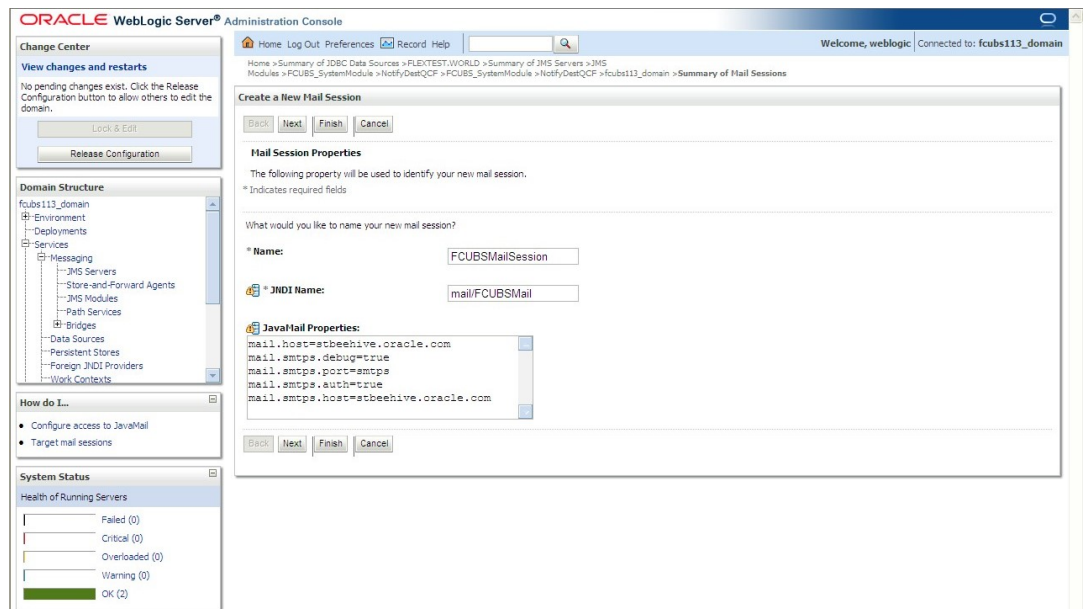 ORACLE WebLogic Server® Administration Console
Change Center
View changes and restarts
No pending changes exist. Click the Release
Configuration button to allow others to edit the
domain.
Lock & Edit
Release Configuration
Domain Structure
fcubs113_domain
Environment
Deployments
Services
Messaging
JMS Servers
Store-and-Forward Agents
JMS Modules
Path Services
Bridges
Data Sources
Persistent Stores
Foreign JNDI Providers
Work Contexts
How do I...
Configure access to JavaMail
Target mail sessions
System Status
Health of Running Servers
Failed (0)
Critical (0)
Overloaded (0)
Warning (0)
OK (2)
Home Log Out Preferences Record Help
Welcome, weblogic Connected to: fcubs113_domain
Home >Summary of JDBC Data Sources >FLEXTEST.WORLD >Summary of JMS Servers >JMS
Modules >FCUBS_SystemModule >NotifyDestQCF >FCUBS_SystemModule >NotifyDestQCF >fcubs113_domain >Summary of Mail Sessions
Create a New Mail Session
Back Next Finish Cancel
Mail Session Properties
The following property will be used to identify your new mail session.
* Indicates required fields
What would you like to name your new mail session?
* Name: FCUBSMailSession
* JNDI Name: mail/FCUBSMail
JavaMail Properties:
mail.host=stbeehive.oracle.com
mail.smtps.debug=true
mail.smtps.port=smtps
mail.smtps.auth=true
mail.smtps.host=stbeehive.oracle.com
Back Next Finish Cancel